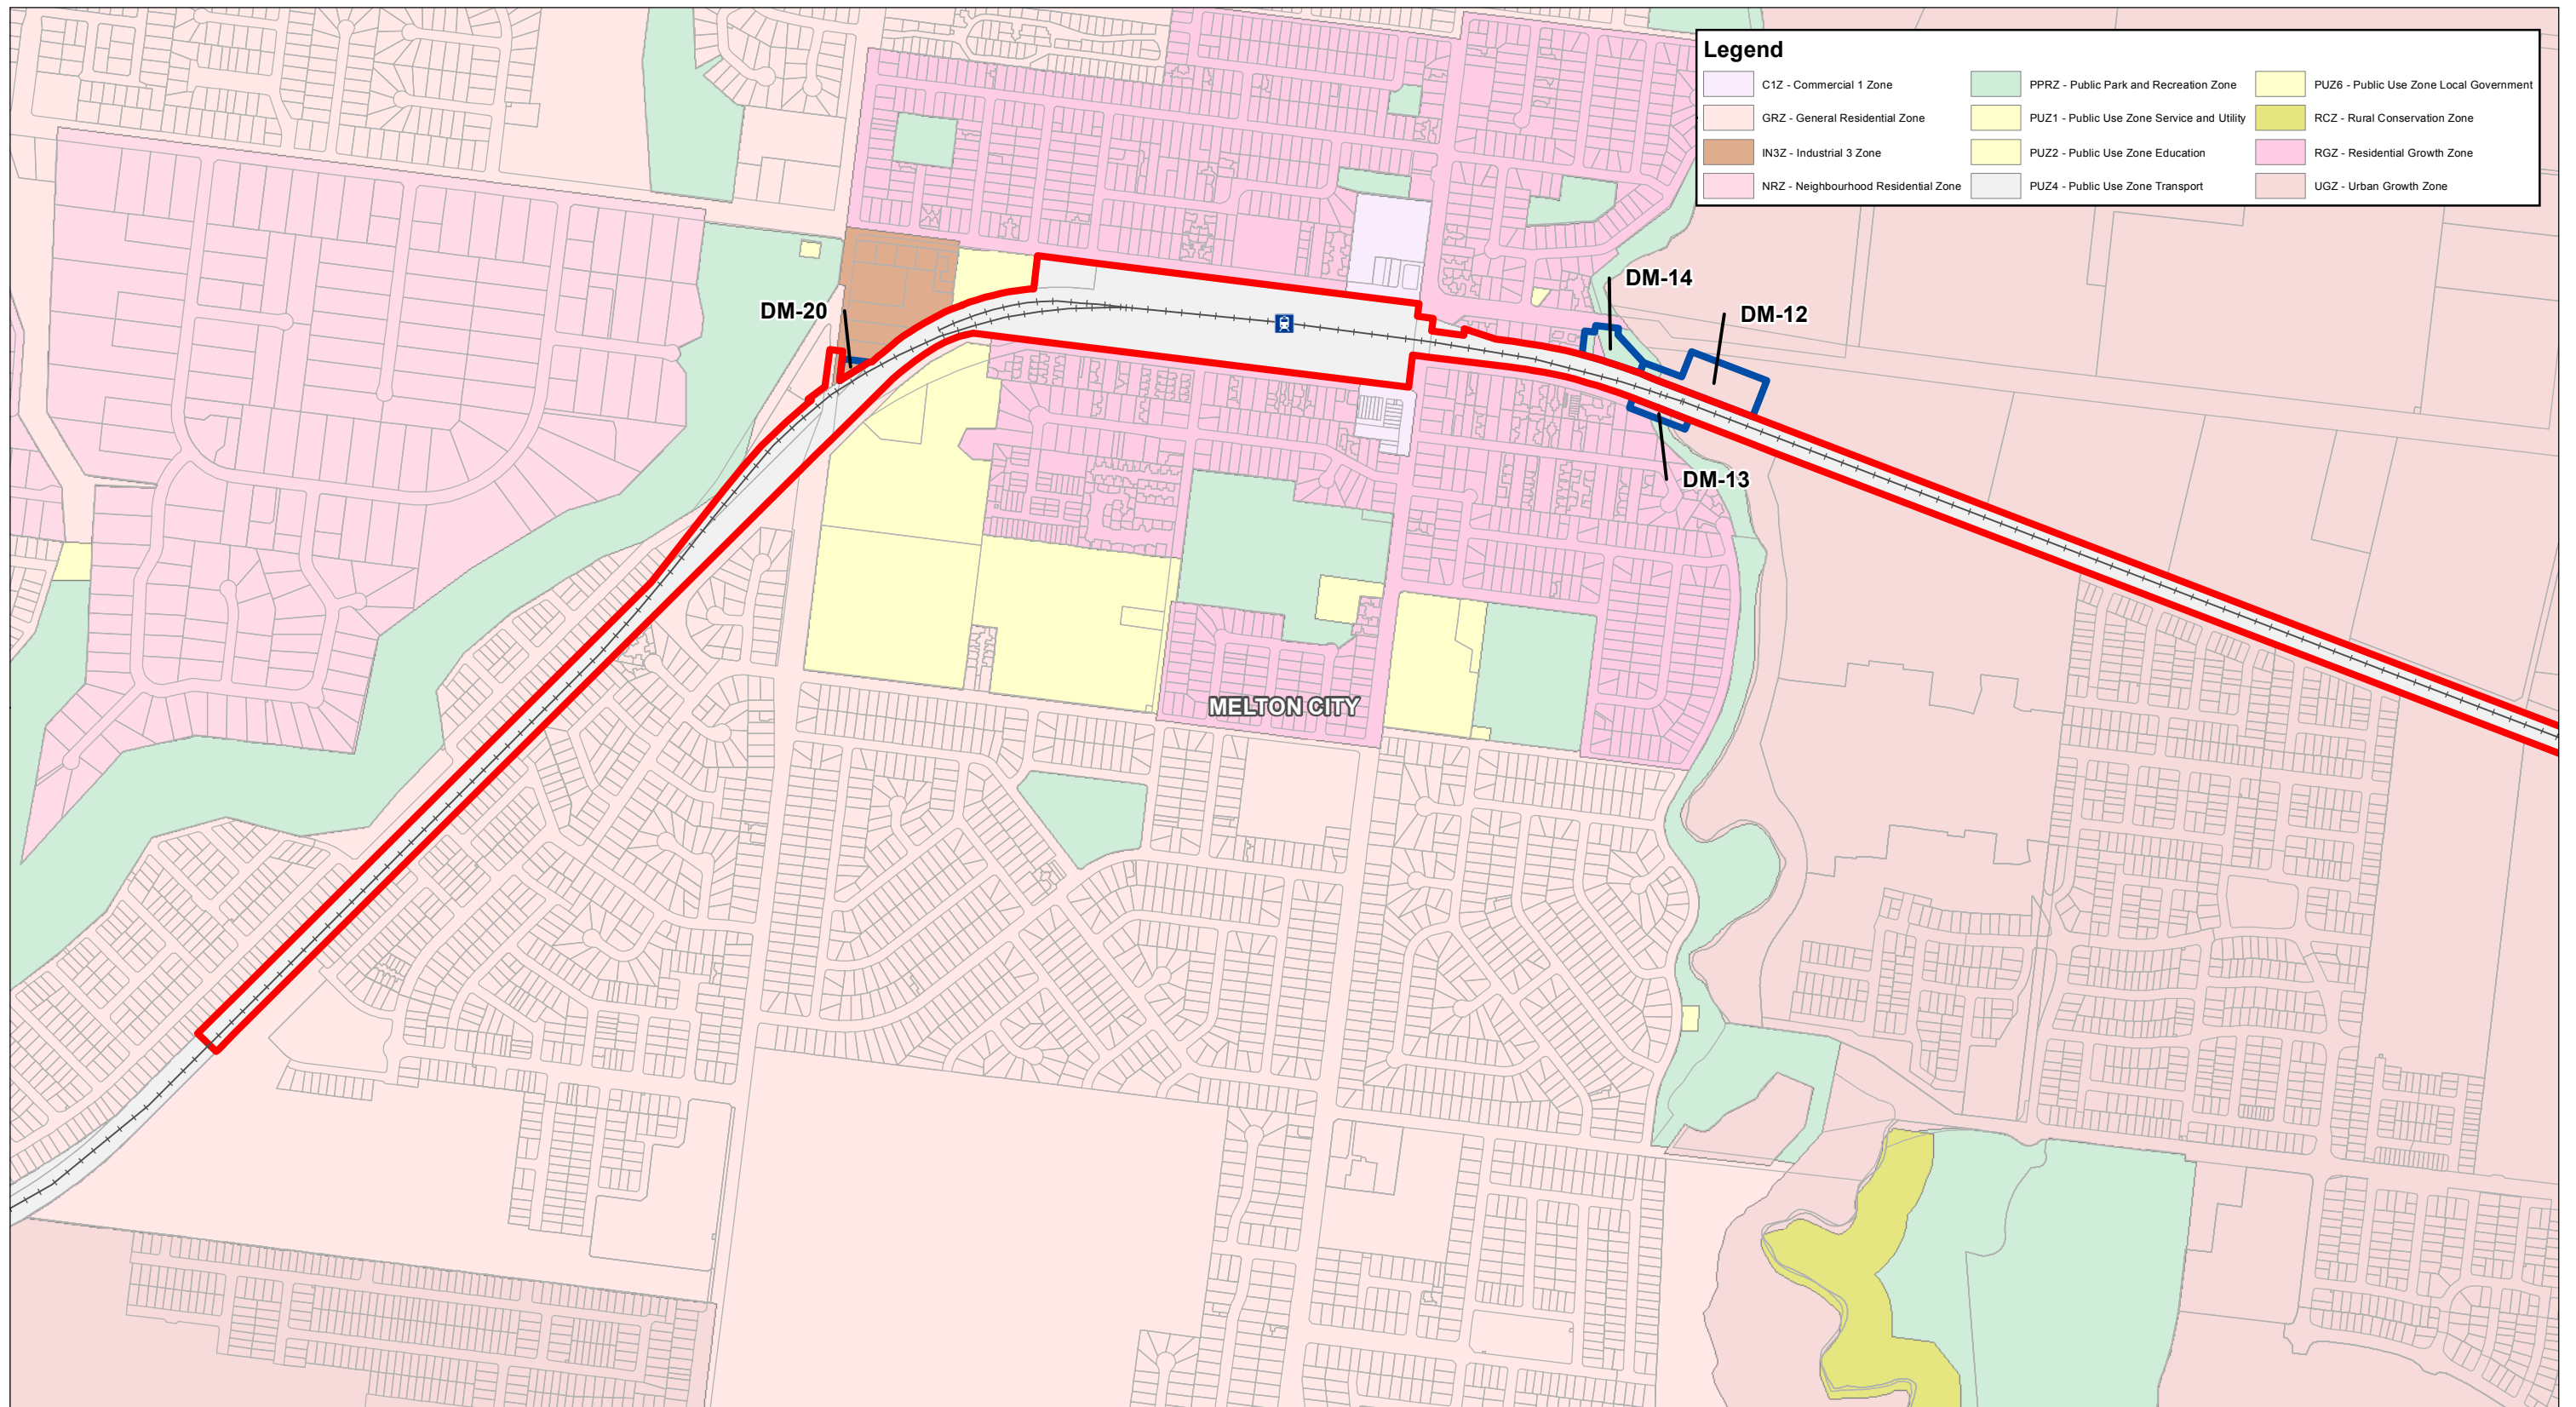 Legend
C1Z - Commercial 1 Zone
GRZ - General Residential Zone
IN3Z - Industrial 3 Zone
NRZ - Neighbourhood Residential Zone
PPRZ - Public Park and Recreation Zone
PUZ1 - Public Use Zone Service and Utility
PUZ2 - Public Use Zone Education
PUZ4 - Public Use Zone Transport
PUZ6 - Public Use Zone Local Government
RCZ - Rural Conservation Zone
RGZ - Residential Growth Zone
UGZ - Urban Growth Zone
DM-14
DM-20
DM-12
DM-13
MELTON CITY